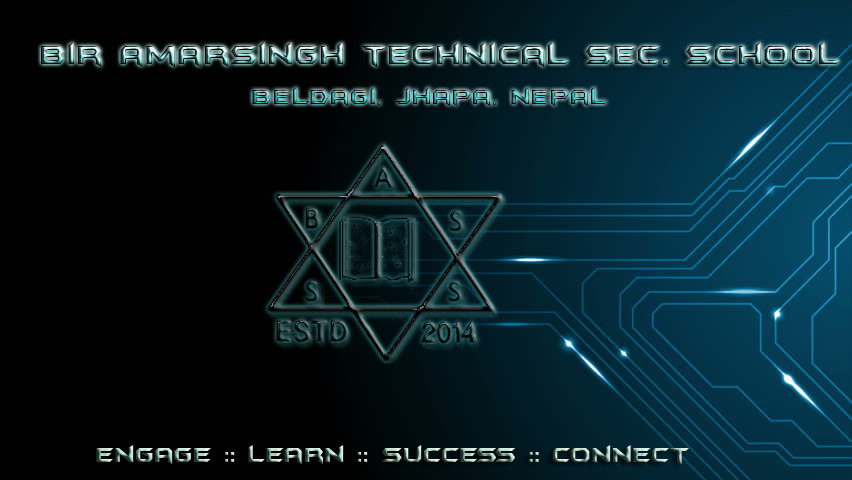 BIR AMARSINGH TECHNICAL SEC. SCHOOL
BELDAGI, JHAPA, NEPAL
A
B S
S S
ESTD 2014
ENGAGE :: LEARN :: SUCCESS :: CONNECT